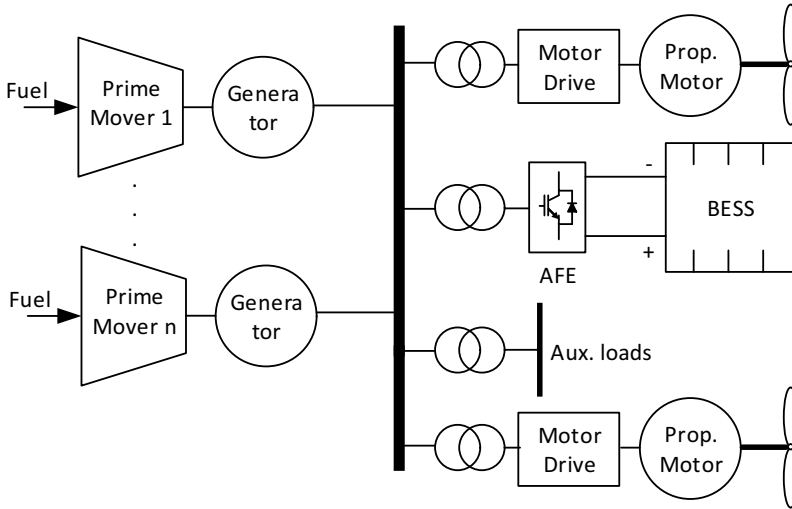 Fuel
Prime
Mover 1
Genera
tor
Motor
Drive
Prop.
Motor
-
+
BESS
AFE
Fuel
Prime
Mover n
Genera
tor
Aux. loads
Motor
Drive
Prop.
Motor